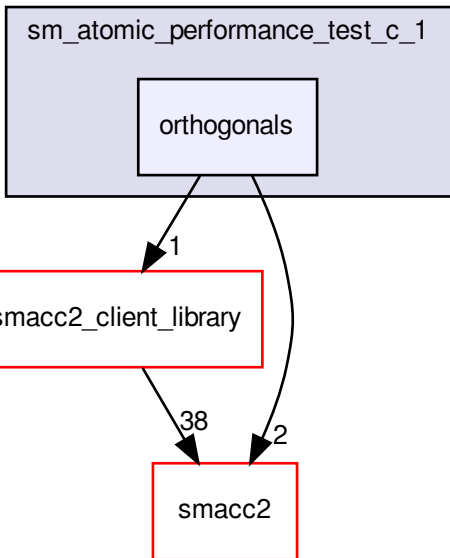 sm_atomic_performance_test_c_1
orthogonals
1
smacc2_client_library
38
2
smacc2